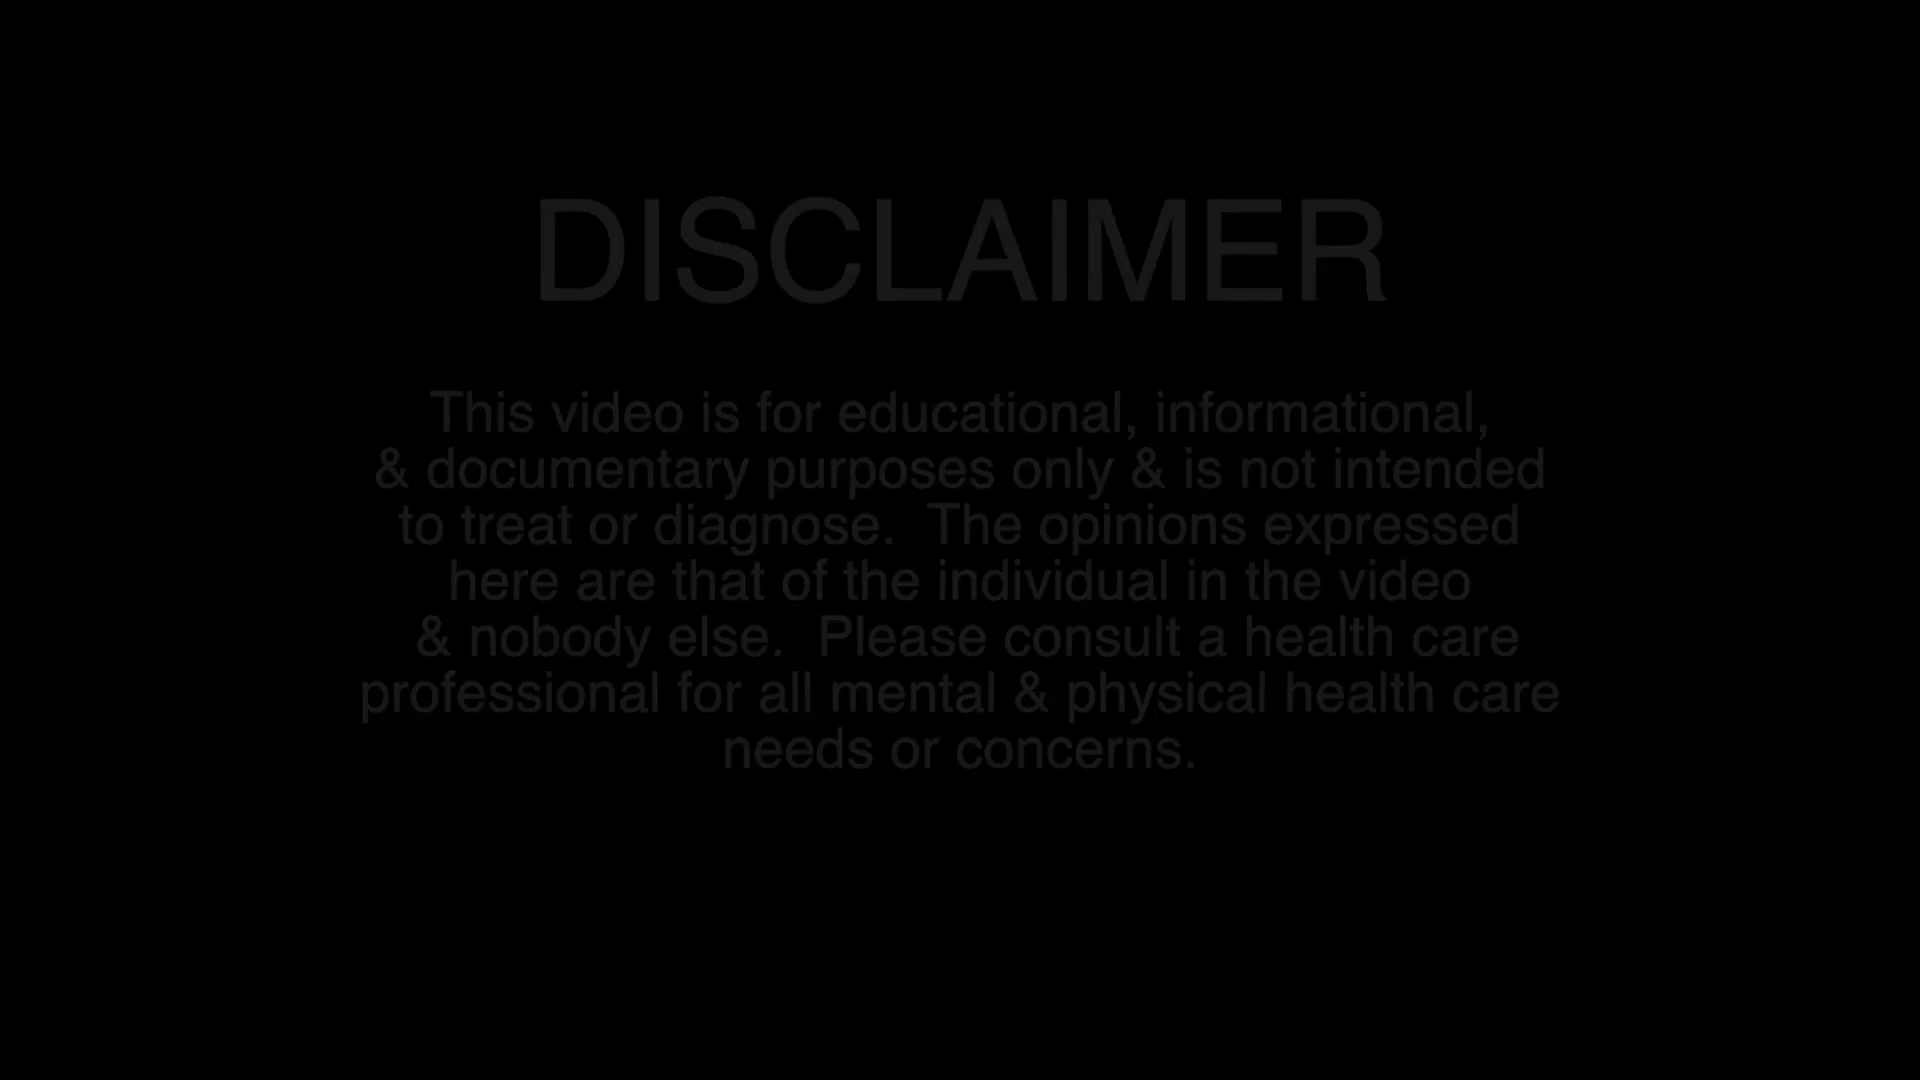 DISCLAIMER
This video is for educational, informational,
& documentary purposes only & is not intended
to treat or diagnose.  The opinions expressed
here are that of the individual in the video
& nobody else.  Please consult a health care
professional for all mental & physical health care
needs or concerns.